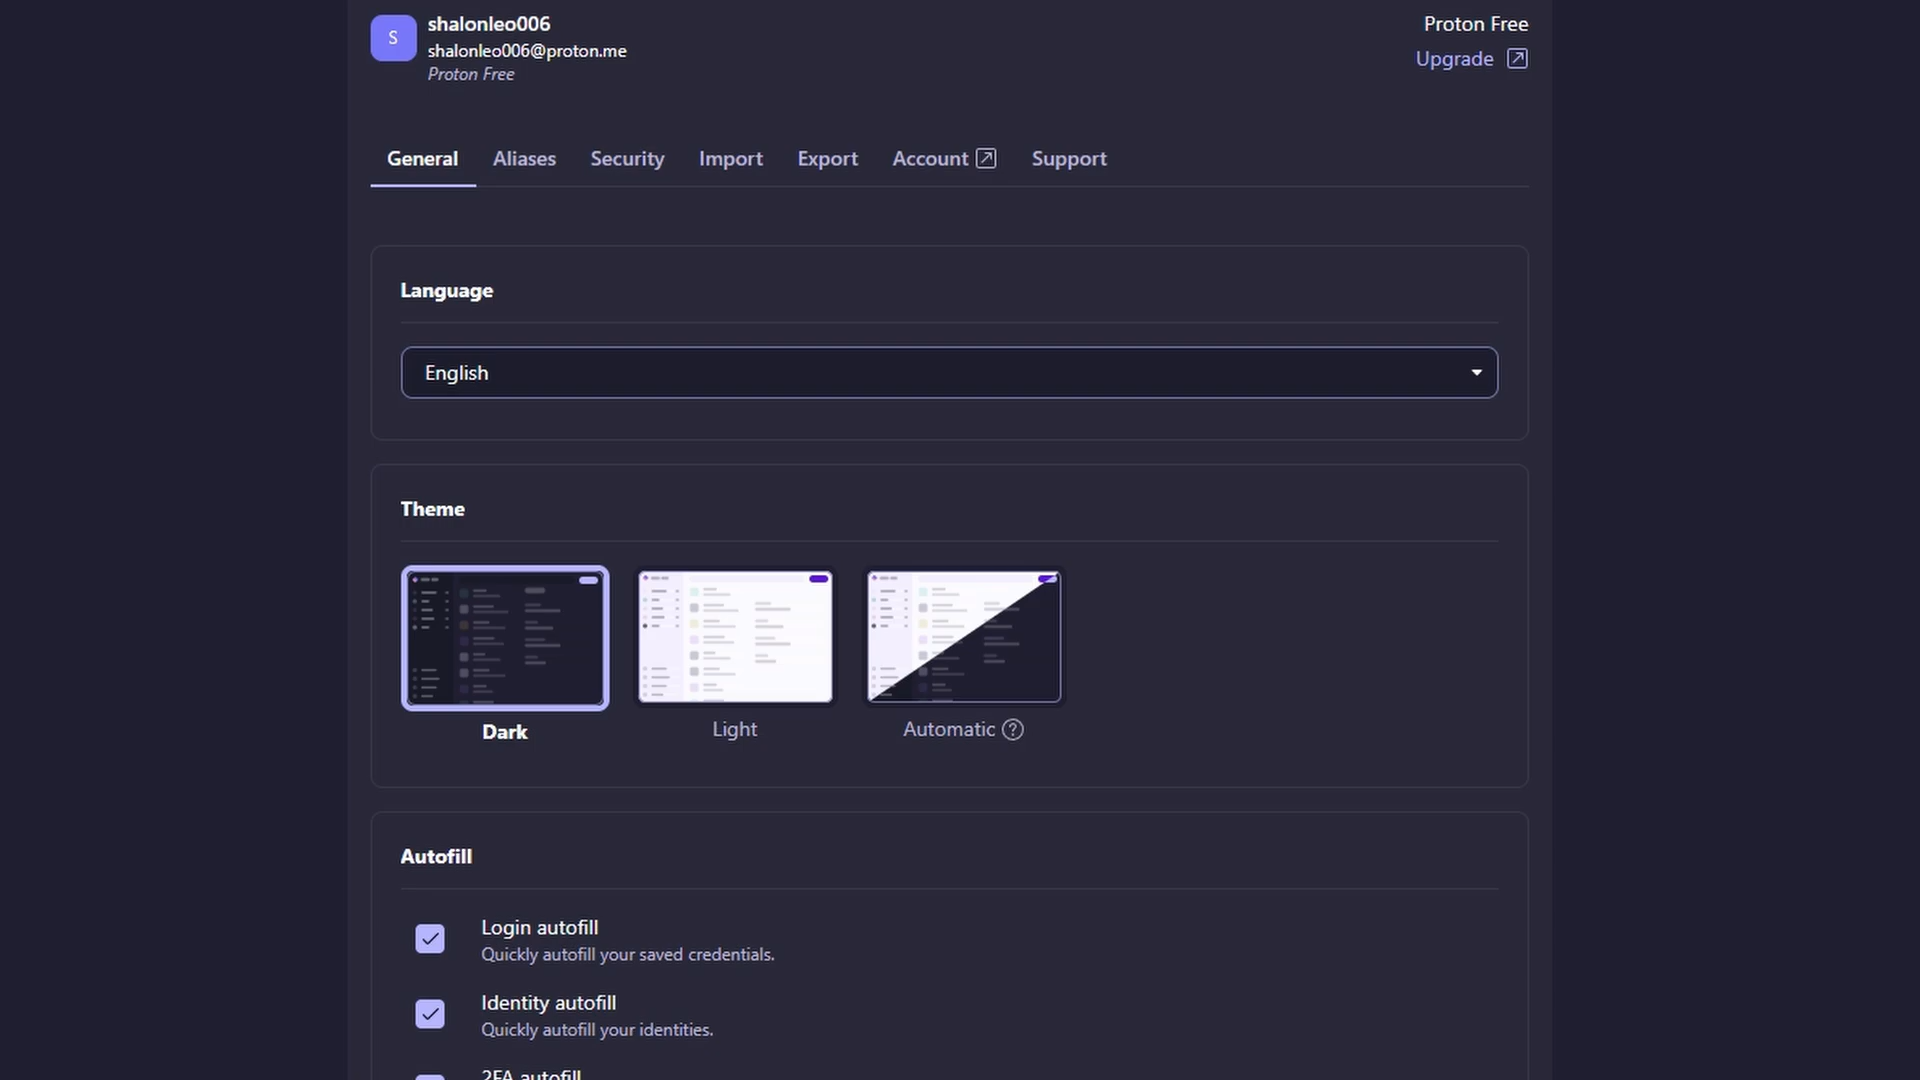 S
shalonleo006
shalonleo006@proton.me
Proton Free
Proton Free
Upgrade
General Aliases Security Import Export Account Support
Language
English
Theme
Dark
Light
Automatic
Autofill
Login autofill
Quickly autofill your saved credentials.
Identity autofill
Quickly autofill your identities.
2FA autofill